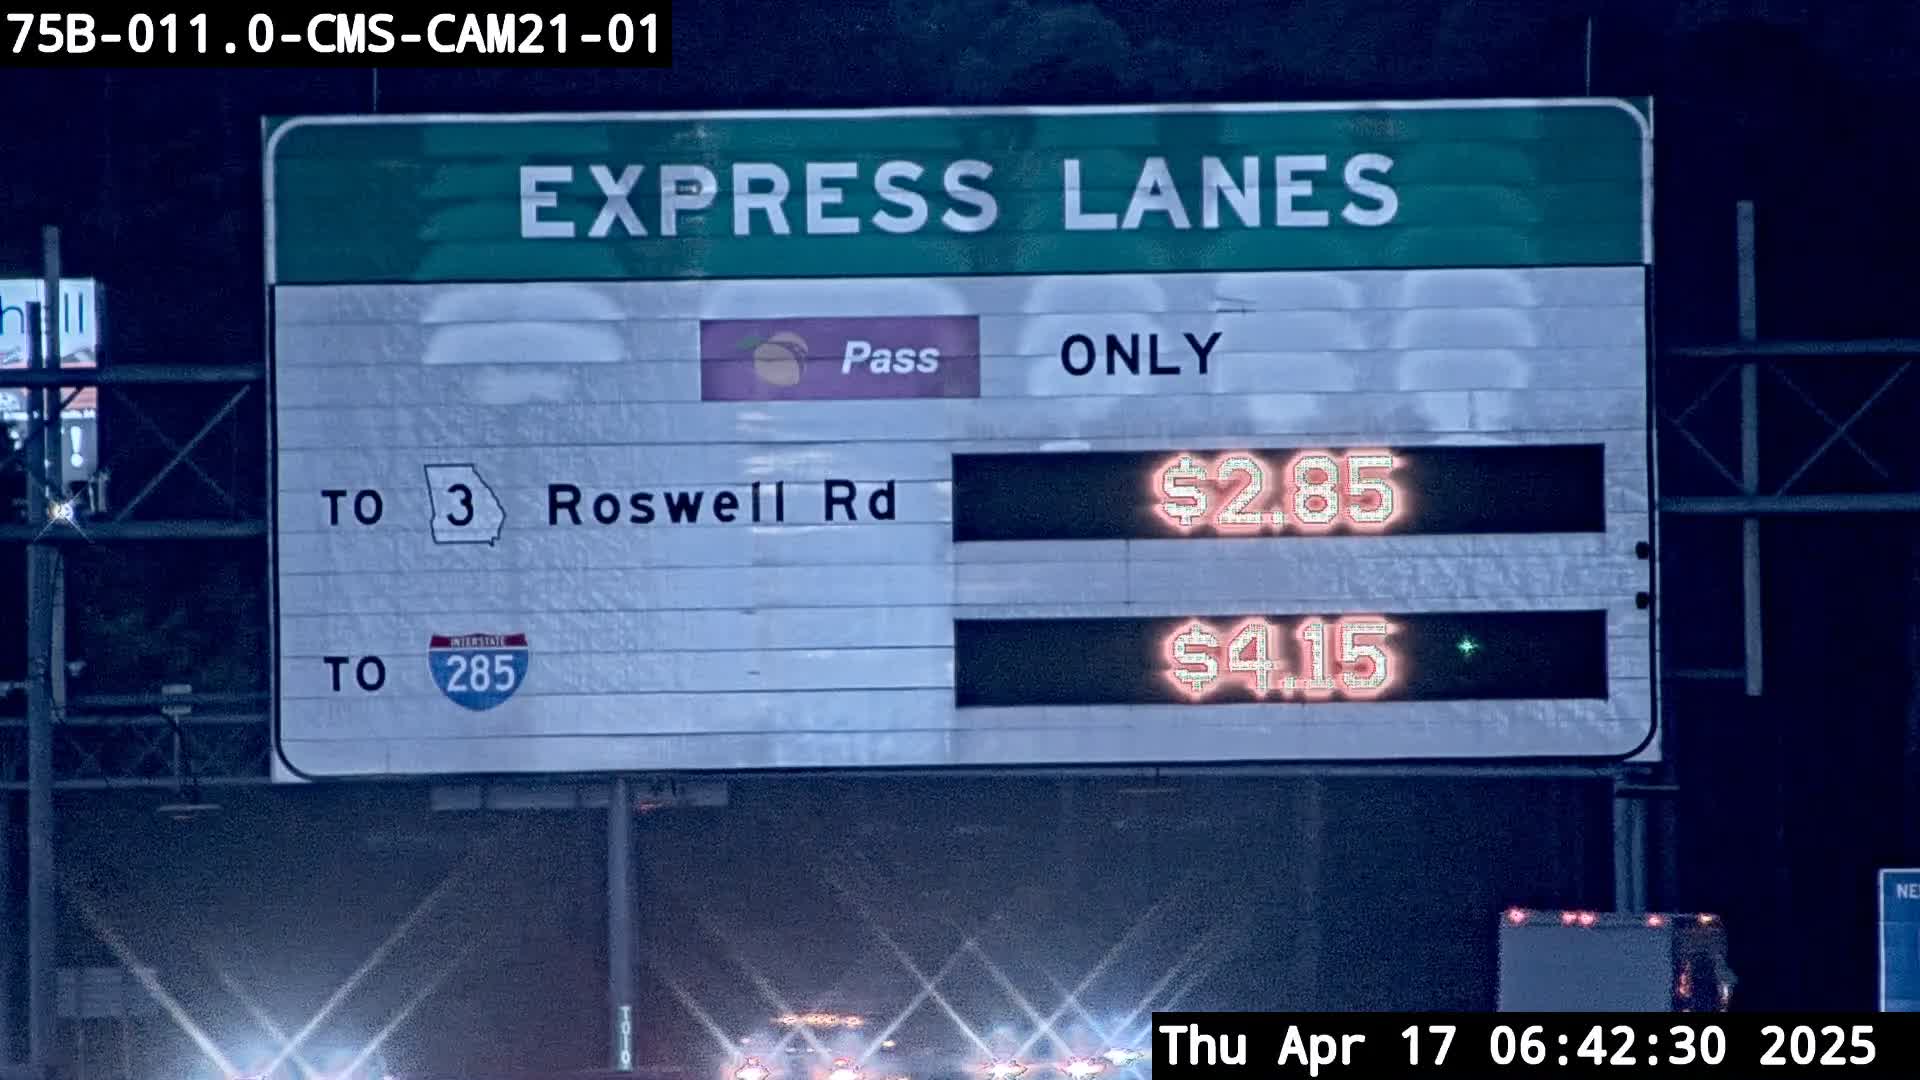 75B-011.0-CMS-CAM21-01
EXPRESS LANES
Pass ONLY
TO 3 Roswell Rd $2.85
TO INTERSTATE 285 $4.15
Thu Apr 17 06:42:30 2025